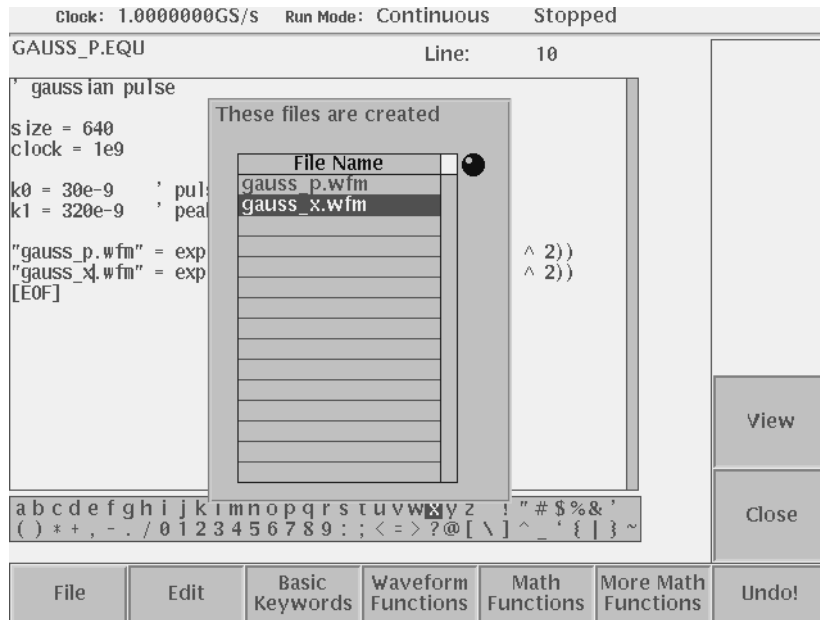 Clock: 1.0000000GS/s Run Mode: Continuous Stopped
GAUSS_P.EQU Line: 10
' gaussian pulse
size = 640
clock = 1e9
k0 = 30e-9 ' puls
k1 = 320e-9 ' peal
"gauss_p.wfm" = exp ^ 2))
"gauss_x.wfm" = exp ^ 2))
[EOF]
These files are created
File Name
gauss_p.wfm
gauss_x.wfm
View
Close
a b c d e f g h i j k l m n o p q r s t u v w x y z ! " # $ % & '
( ) * + , - . / 0 1 2 3 4 5 6 7 8 9 : ; < = > ? @ [ \ ] ^ _ ` { | } ~
File
Edit
Basic Keywords
Waveform Functions
Math Functions
More Math Functions
Undo!